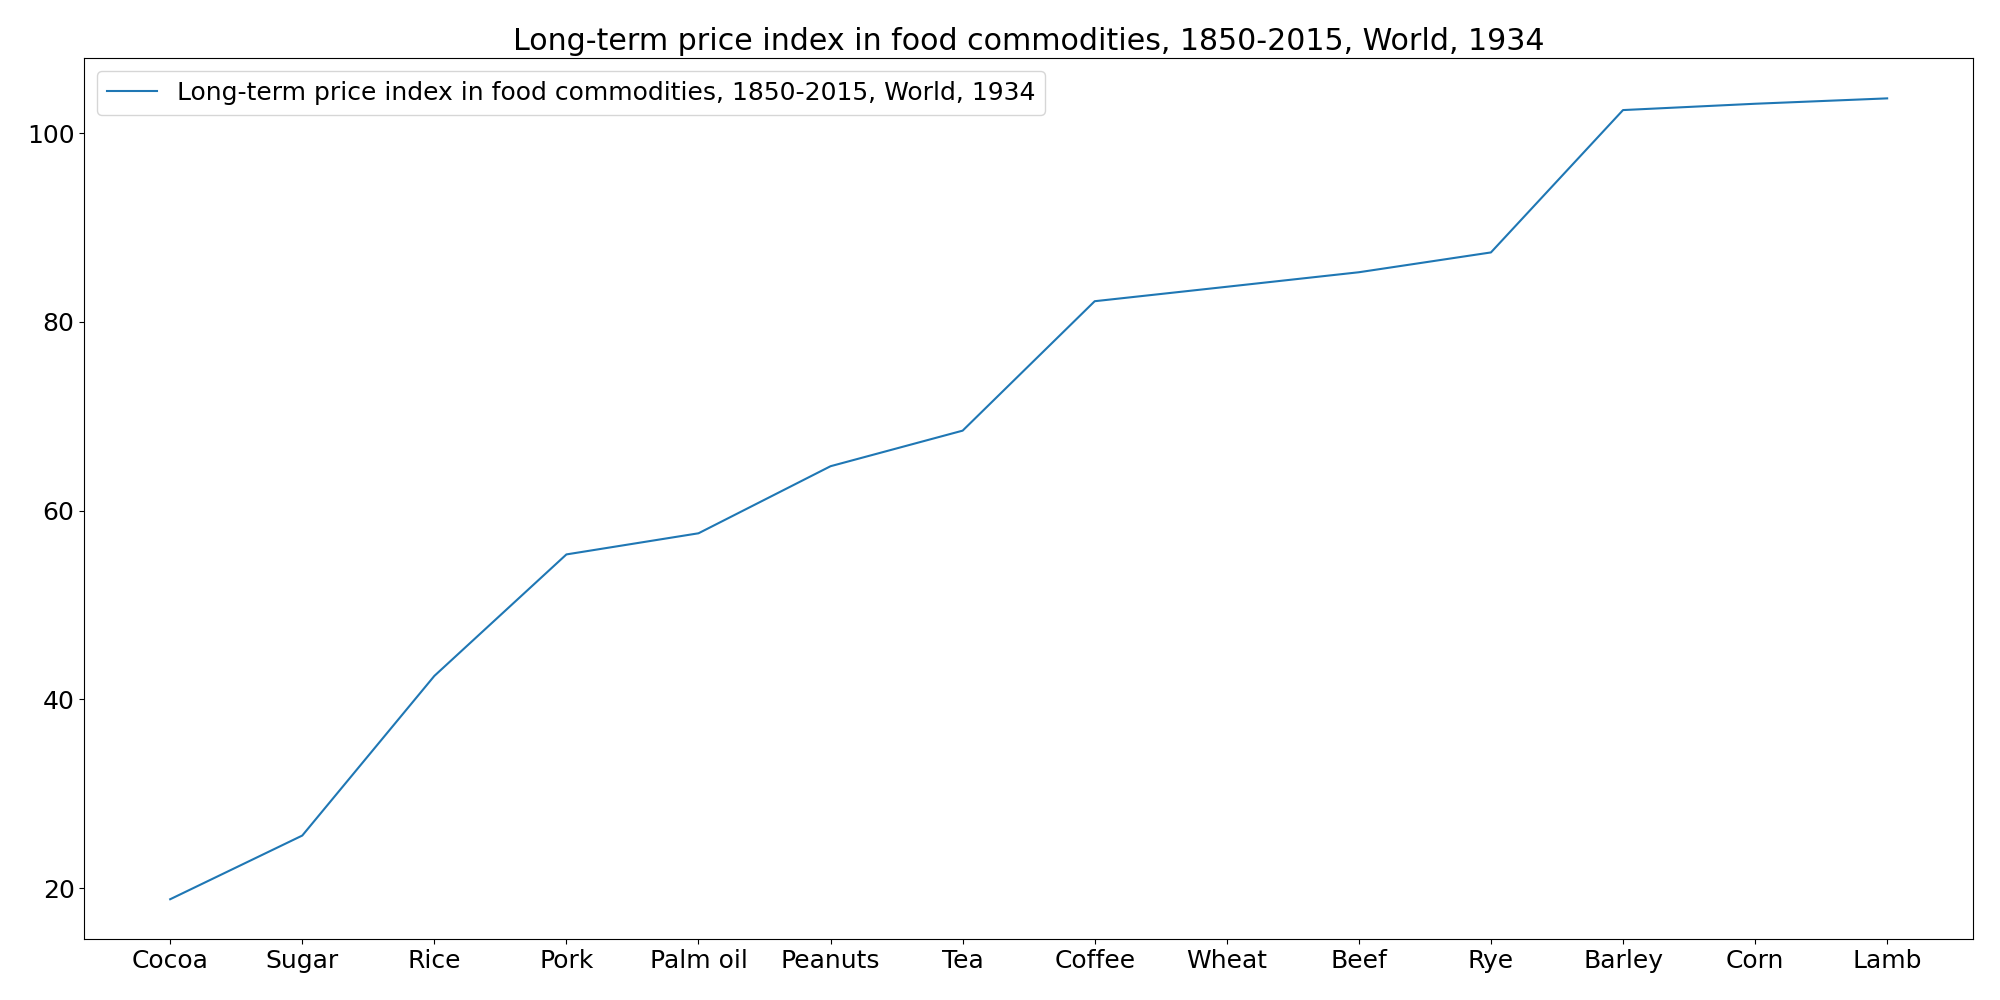 Long-term price index in food commodities, 1850-2015, World, 1934
Long-term price index in food commodities, 1850-2015, World, 1934
100
80
60
40
20
Cocoa Sugar Rice Pork Palm oil Peanuts Tea Coffee Wheat Beef Rye Barley Corn Lamb